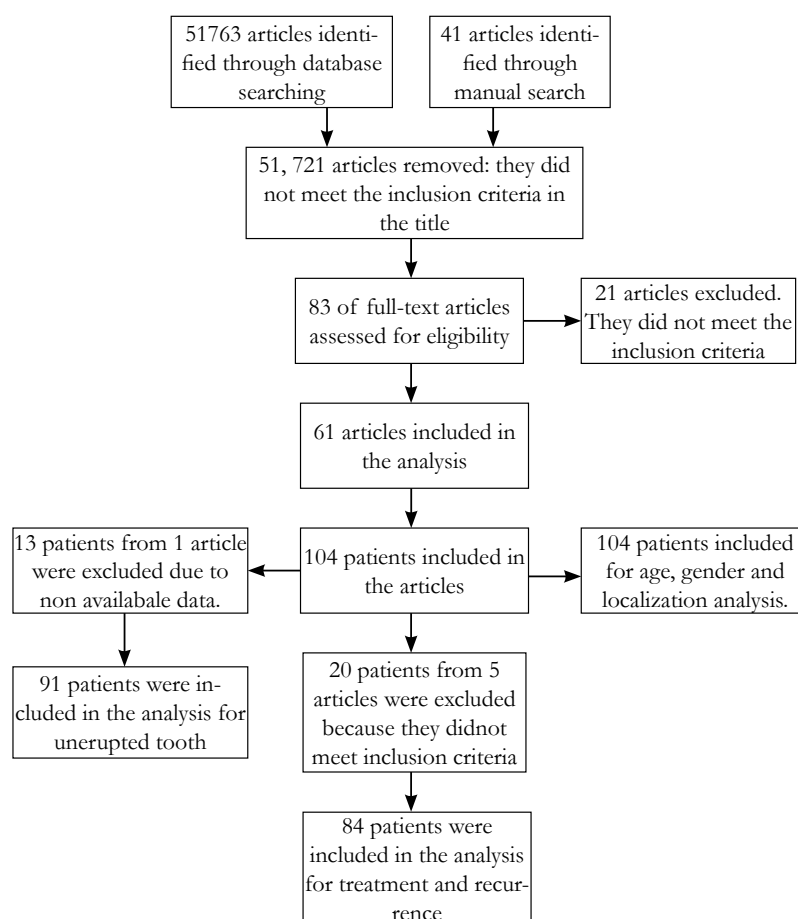 51763 articles identi-
fied through database
searching
41 articles identi-
fied through
manual search
51, 721 articles removed: they did
not meet the inclusion criteria in
the title
83 of full-text articles
assessed for eligibility
21 articles excluded.
They did not meet the
inclusion criteria
61 articles included in
the analysis
13 patients from 1 article
were excluded due to
non availabale data.
104 patients included in
the articles
104 patients included
for age, gender and
localization analysis.
91 patients were in-
cluded in the analysis for
unerupted tooth
20 patients from 5
articles were excluded
because they didnot
meet inclusion criteria
84 patients were
included in the analysis
for treatment and recur-
rence